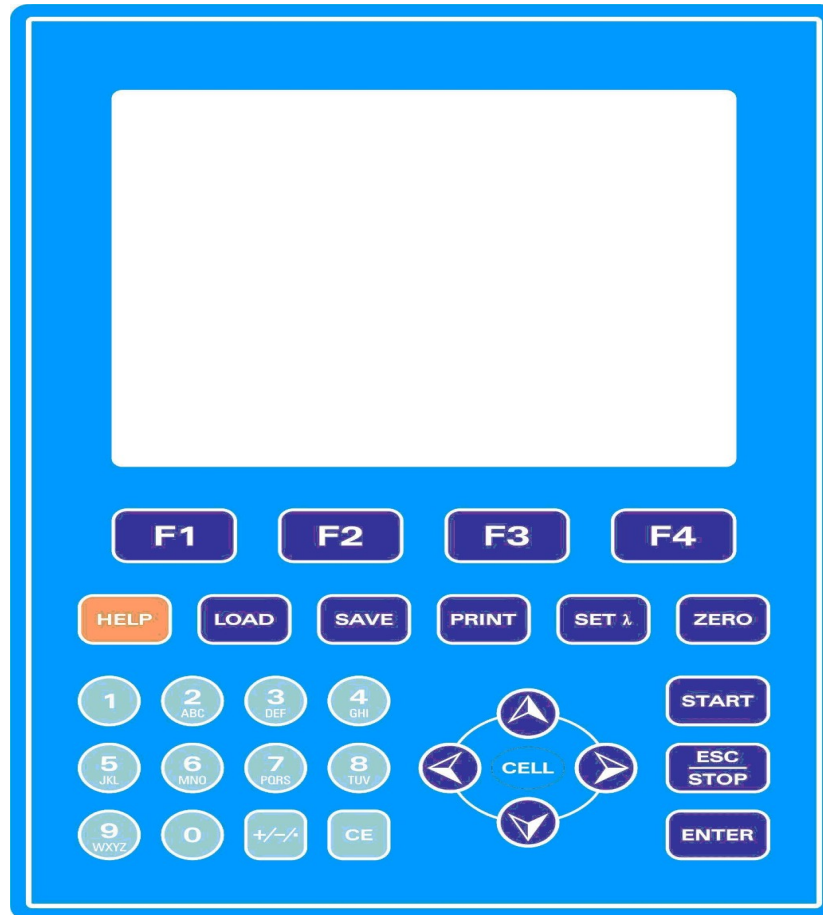 F1 F2 F3 F4
HELP LOAD SAVE PRINT SET λ ZERO
1
2
ABC
3
DEF
4
GHI
START
5
JKL
6
MNO
7
PQRS
8
TUV
CELL
ESC
STOP
9
WXYZ
0
+/−/•
CE
ENTER